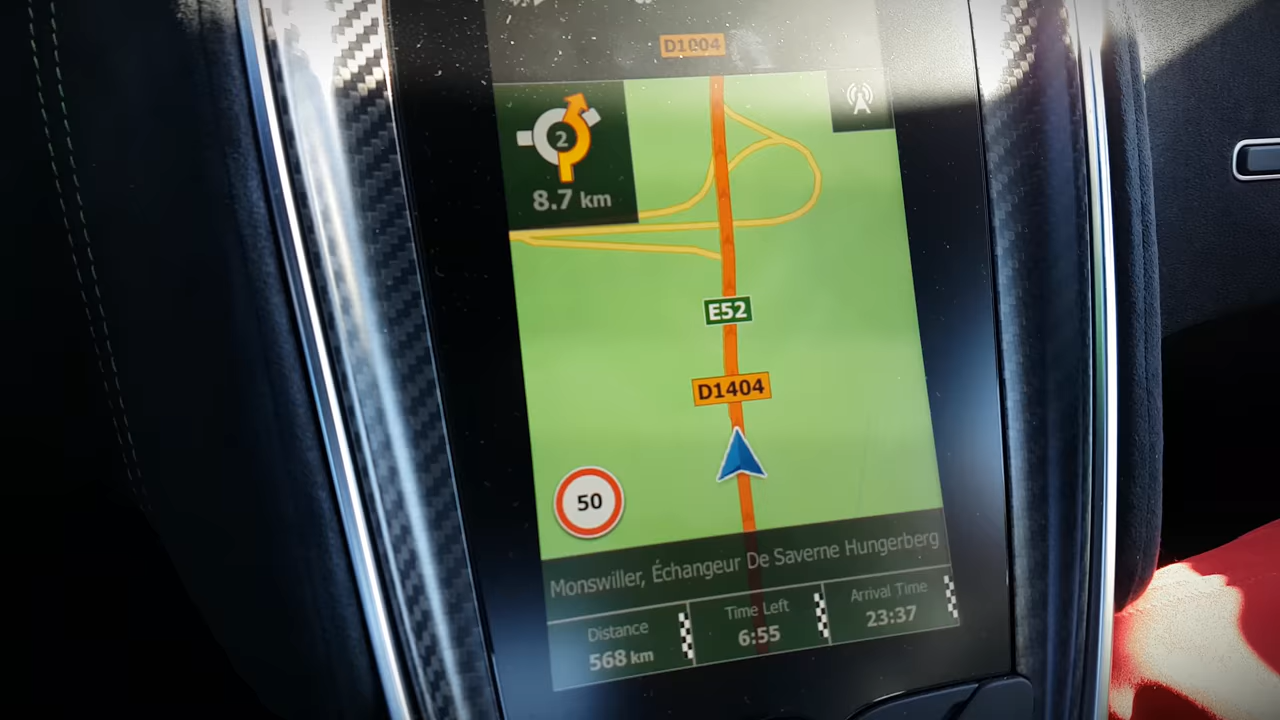 D1004
2
8.7 km
E52
D1404
50
Monswiller, Échangeur De Saverne Hungerberg
Distance
568 km
Time Left
6:55
Arrival Time
23:37